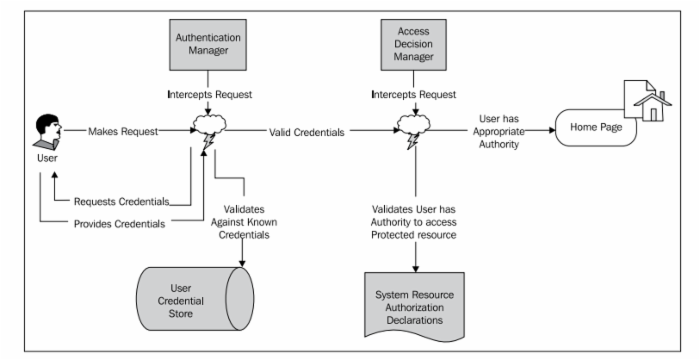 Authentication
Manager
Access
Decision
Manager
Intercepts Request
Intercepts Request
User
Makes Request
Valid Credentials
User has
Appropriate
Authority
Home Page
Requests Credentials
Provides Credentials
Validates
Against Known
Credentials
Validates User has
Authority to access
Protected resource
User
Credential
Store
System Resource
Authorization
Declarations